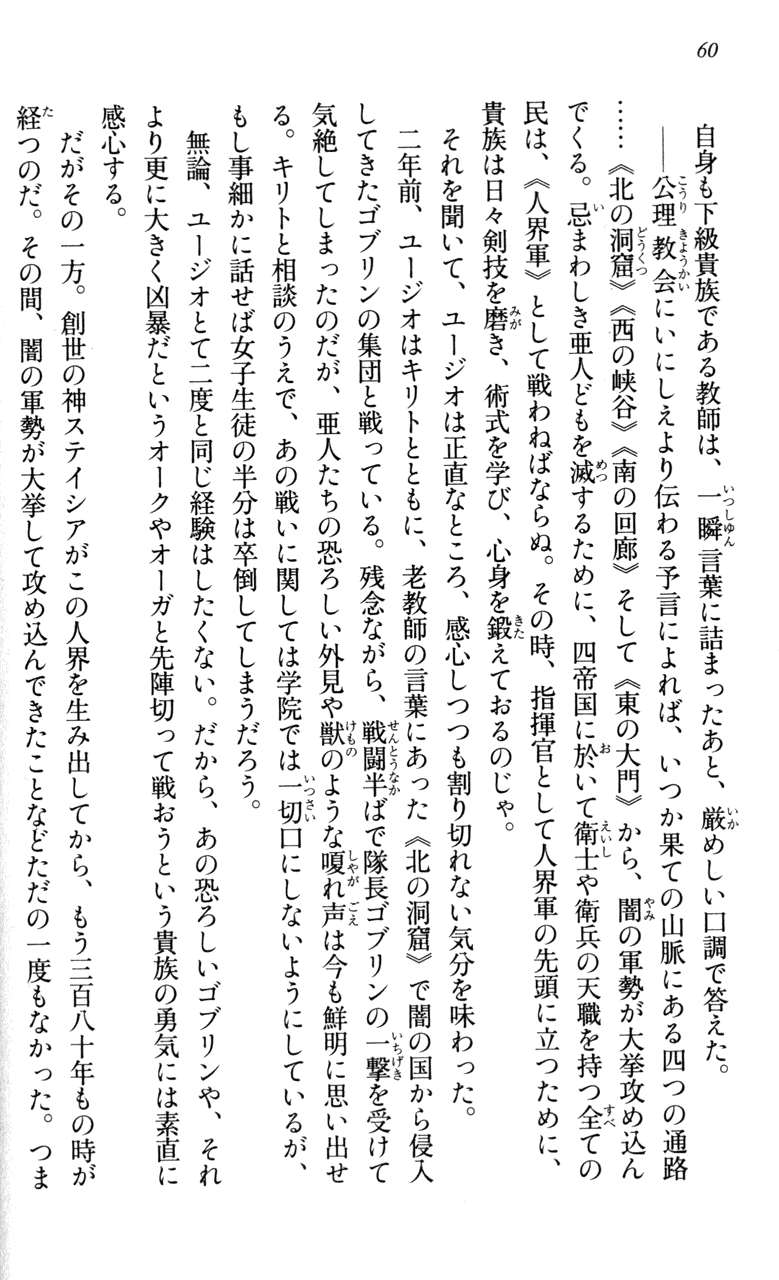 60
自身も下級貴族である教師は、一瞬言葉に詰まったあと、厳めしい口調で答えた。
――公理教会にいにしえより伝わる予言によれば、いつか果ての山脈にある四つの通路
……《北の洞窟》《西の峡谷》《南の回廊》そして《東の大門》から、闇の軍勢が大挙攻め込ん
でくる。忌まわしき亜人どもを滅するために、四帝国に於いて衛士や衛兵の天職を持つ全ての
民は、《人界軍》として戦わねばならぬ。その時、指揮官として人界軍の先頭に立つために、
貴族は日々剣技を磨き、術式を学び、心身を鍛えておるのじゃ。
それを聞いて、ユージオは正直なところ、感心しつつも割り切れない気分を味わった。
二年前、ユージオはキリトとともに、老教師の言葉にあった《北の洞窟》で闇の国から侵入
してきたゴブリンの集団と戦っている。残念ながら、戦闘半ばで隊長ゴブリンの一撃を受けて
気絶してしまったのだが、亜人たちの恐ろしい外見や獣のような嗄れ声は今も鮮明に思い出せ
る。キリトと相談のうえで、あの戦いに関しては学院では一切口にしないようにしているが、
もし事細かに話せば女子生徒の半分は卒倒してしまうだろう。
無論、ユージオとて二度と同じ経験はしたくない。だから、あの恐ろしいゴブリンや、それ
より更に大きく凶暴だというオークやオーガと先陣切って戦おうという貴族の勇気には素直に
感心する。
だがその一方。創世の神ステイシアがこの人界を生み出してから、もう三百八十年もの時が
経つのだ。その間、闇の軍勢が大挙して攻め込んできたことなどただの一度もなかった。つま